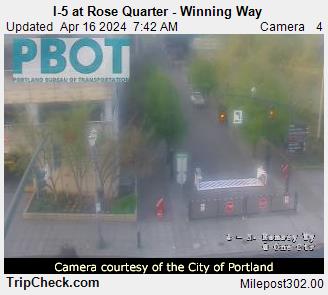 I-5 at Rose Quarter - Winning Way
Updated Apr 16 2024 7:42 AM Camera 4
PBOT
PORTLAND BUREAU OF TRANSPORTATION
Camera courtesy of the City of Portland
TripCheck.com Milepost302.00